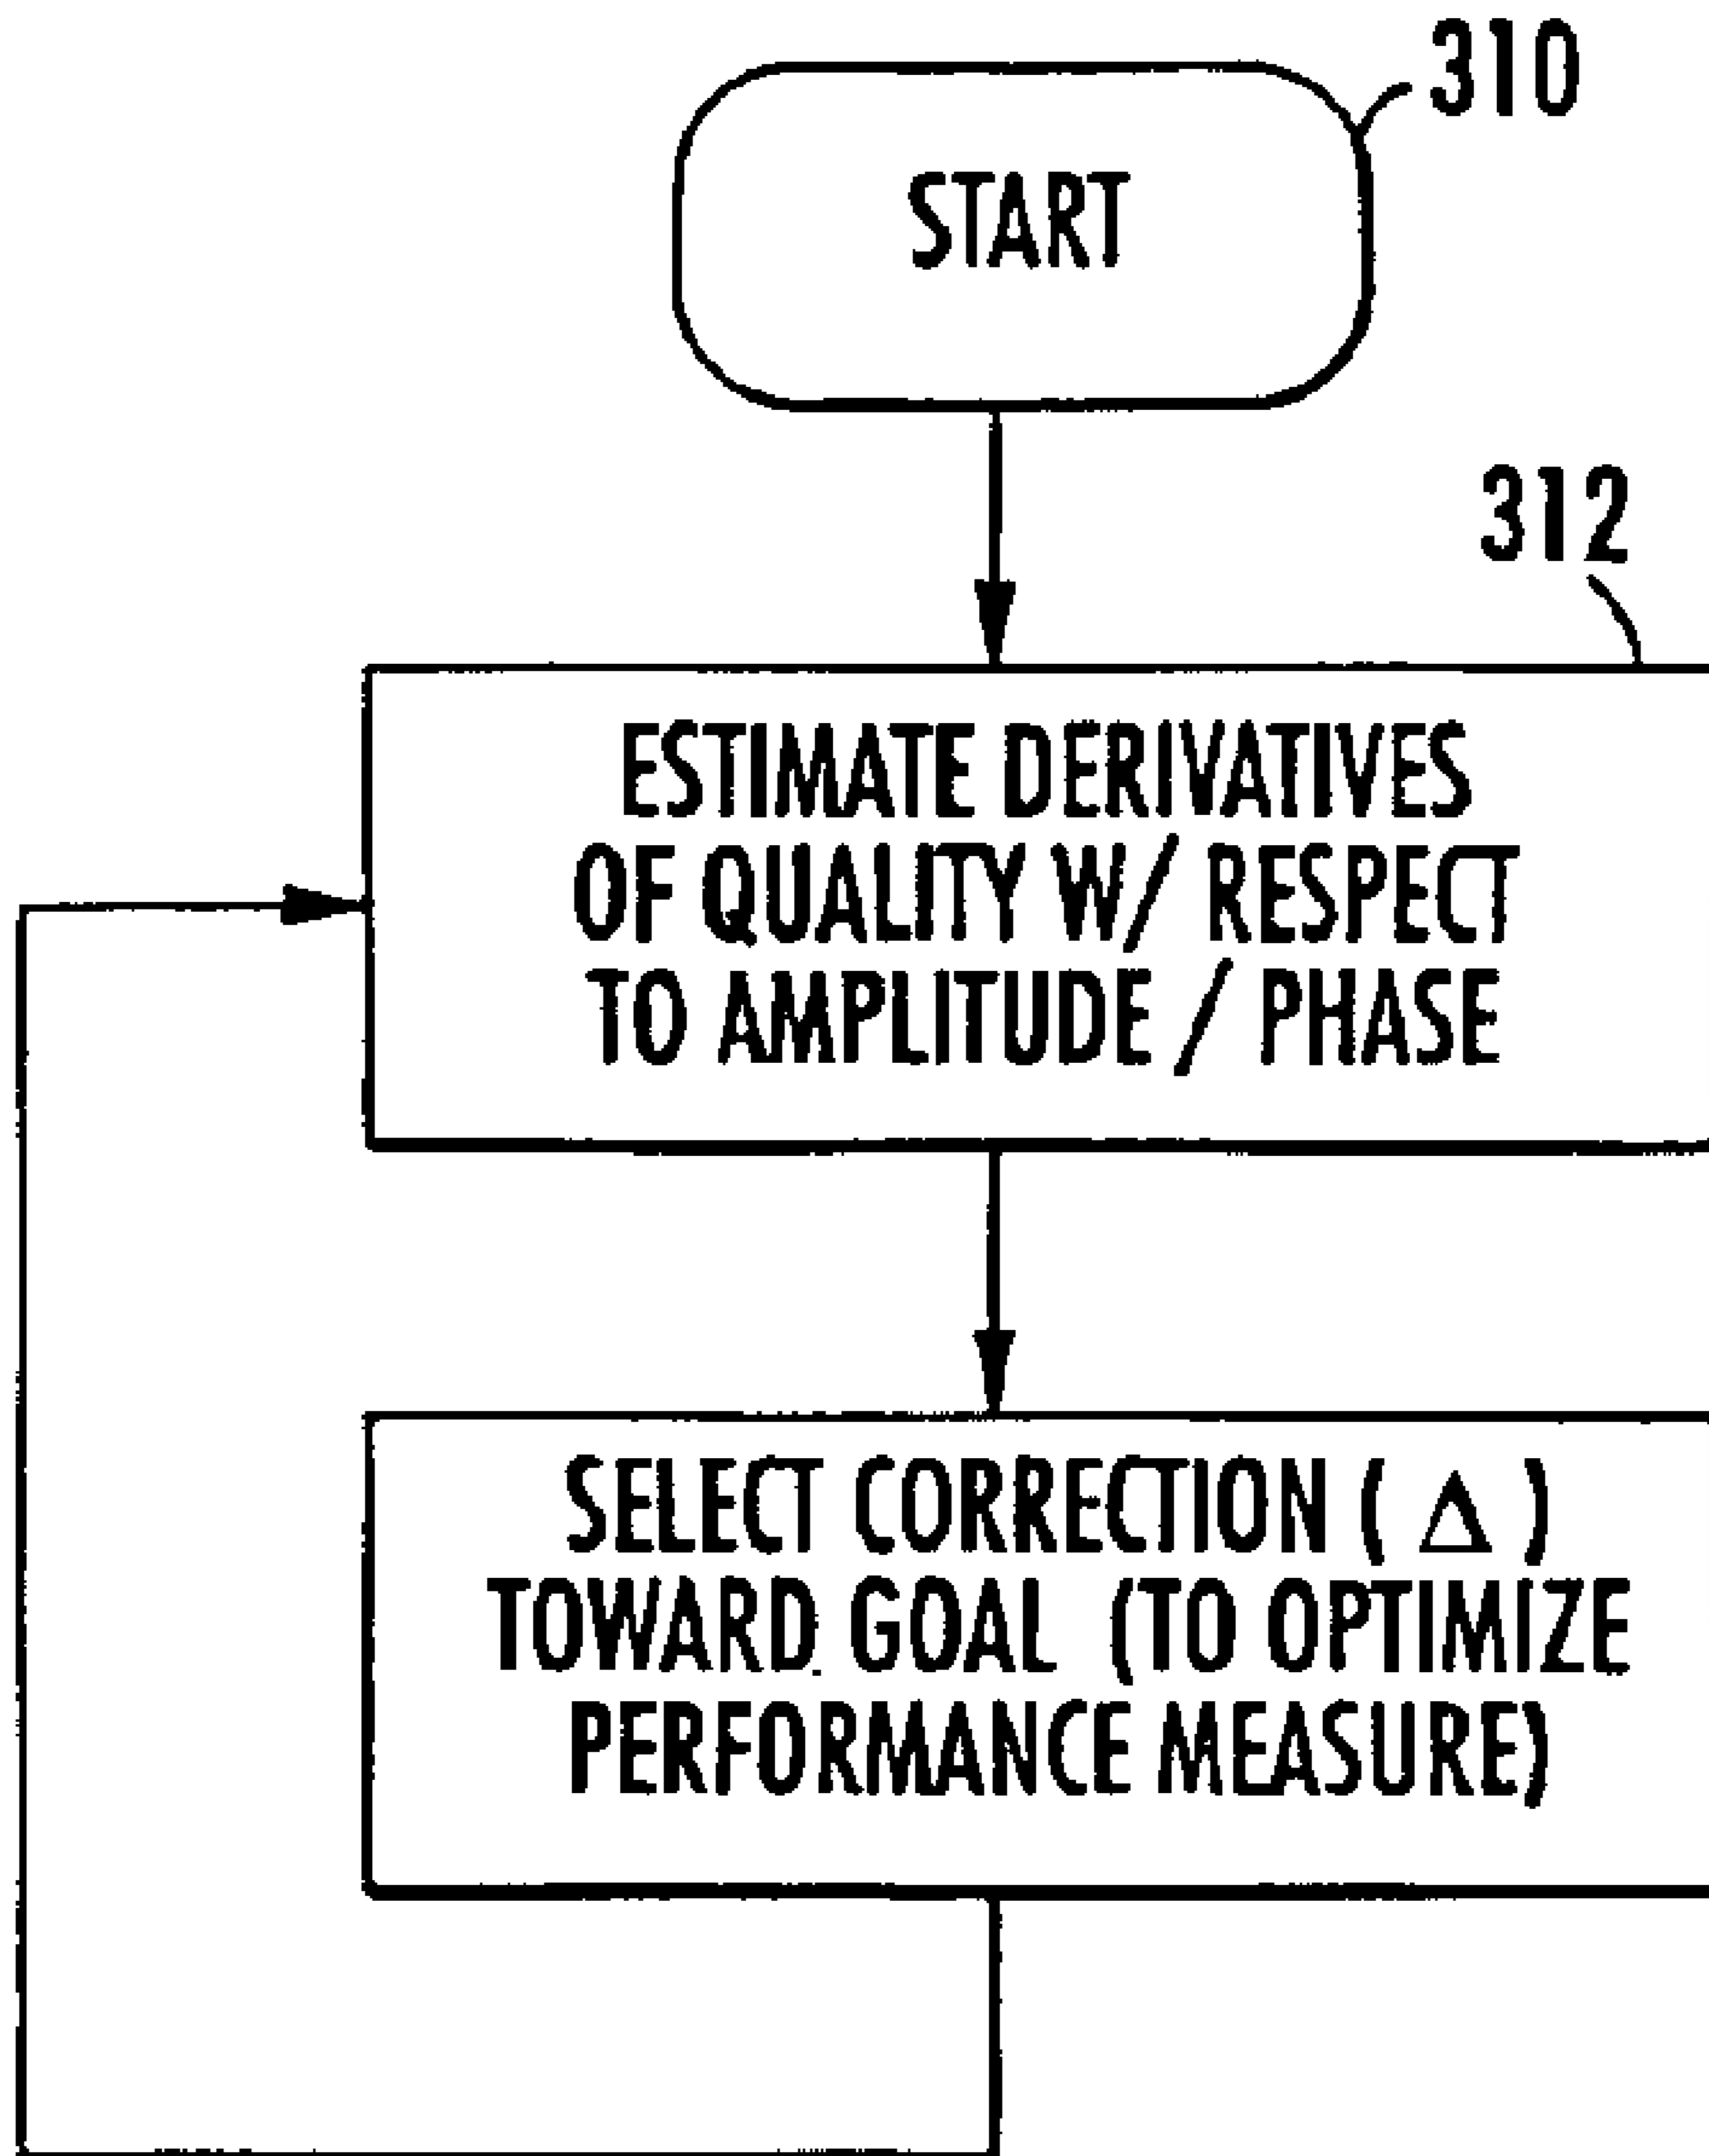 310
START
312
ESTIMATE DERIVATIVES
OF QUALITY W/ RESPECT
TO AMPLITUDE / PHASE
SELECT CORRECTION ( Δ )
TOWARD GOAL (TO OPTIMIZE
PERFORMANCE MEASURE)